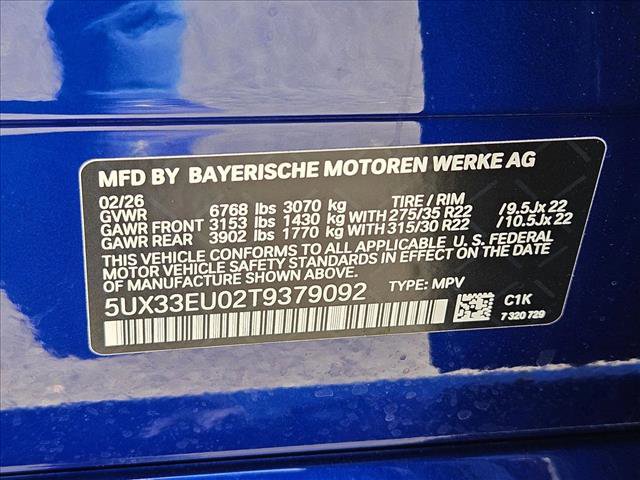 MFD BY BAYERISCHE MOTOREN WERKE AG
02/26
GVWR 6768 lbs 3070 kg TIRE / RIM
GAWR FRONT 3153 lbs 1430 kg WITH 275/35 R22 /9.5Jx22
GAWR REAR 3902 lbs 1770 kg WITH 315/30 R22 /10.5Jx22
THIS VEHICLE CONFORMS TO ALL APPLICABLE U.S. FEDERAL
MOTOR VEHICLE SAFETY STANDARDS IN EFFECT ON THE DATE
OF MANUFACTURE SHOWN ABOVE.
5UX33EU02T9379092 TYPE: MPV
C1K
7 320 729